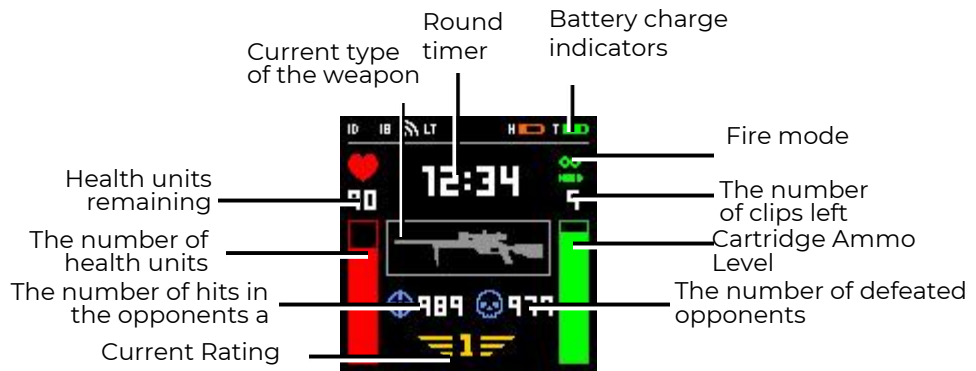 Round
timer
Battery charge
indicators
Current type
of the weapon
ID 18 LT H T
Fire mode
12:34
Health units
remaining
90
The number
of clips left
The number of
health units
Cartridge Ammo
Level
The number of hits in
the opponents a
989
The number of defeated
opponents
Current Rating
1